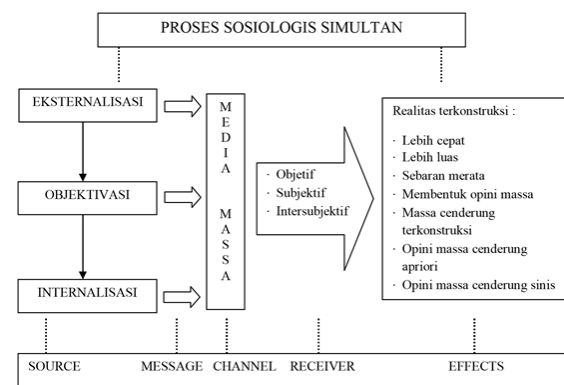 PROSES SOSIOLOGIS SIMULTAN
EKSTERNALISASI
OBJEKTIVASI
INTERNALISASI
M
E
D
I
A
M
A
S
S
A
· Objetif
· Subjektif
· Intersubjektif
Realitas terkonstruksi :
· Lebih cepat
· Lebih luas
· Sebaran merata
· Membentuk opini massa
· Massa cenderung
terkonstruksi
· Opini massa cenderung
apriori
· Opini massa cenderung sinis
SOURCE MESSAGE CHANNEL RECEIVER EFFECTS